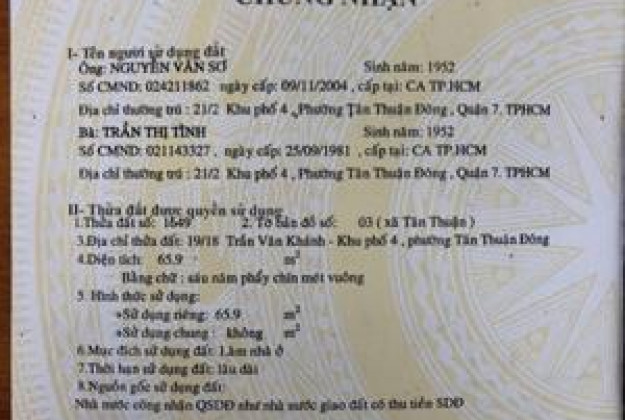 CHỨNG NHẬN
I- Tên người sử dụng đất
Ông: NGUYỄN VĂN SƠ Sinh năm: 1952
Số CMND: 024211862 ngày cấp: 09/11/2004 , cấp tại: CA TP.HCM
Địa chỉ thường trú : 21/2 Khu phố 4 , Phường Tân Thuận Đông , Quận 7. TPHCM
Bà: TRẦN THỊ TÌNH Sinh năm: 1952
Số CMND: 021143327 , ngày cấp: 25/09/1981 , cấp tại: CA TP.HCM
Địa chỉ thường trú : 21/2 Khu phố 4 , Phường Tân Thuận Đông , Quận 7. TPHCM
II- Thửa đất được quyền sử dụng
1.Thửa đất số: 1649 2. Tờ bản đồ số: 03 ( xã Tân Thuận )
3.Địa chỉ thửa đất: 19/18 Trần Văn Khánh - Khu phố 4 , phường Tân Thuận Đông
4.Diện tích: 65.9 m²
Bằng chữ : sáu năm phẩy chín mét vuông
5. Hình thức sử dụng:
+Sử dụng riêng: 65.9 m²
+Sử dụng chung : không m²
6.Mục đích sử dụng đất: Làm nhà ở
7.Thời hạn sử dụng đất: lâu dài
8.Nguồn gốc sử dụng đất:
Nhà nước công nhận QSDĐ như nhà nước giao đất có thu tiền SDĐ